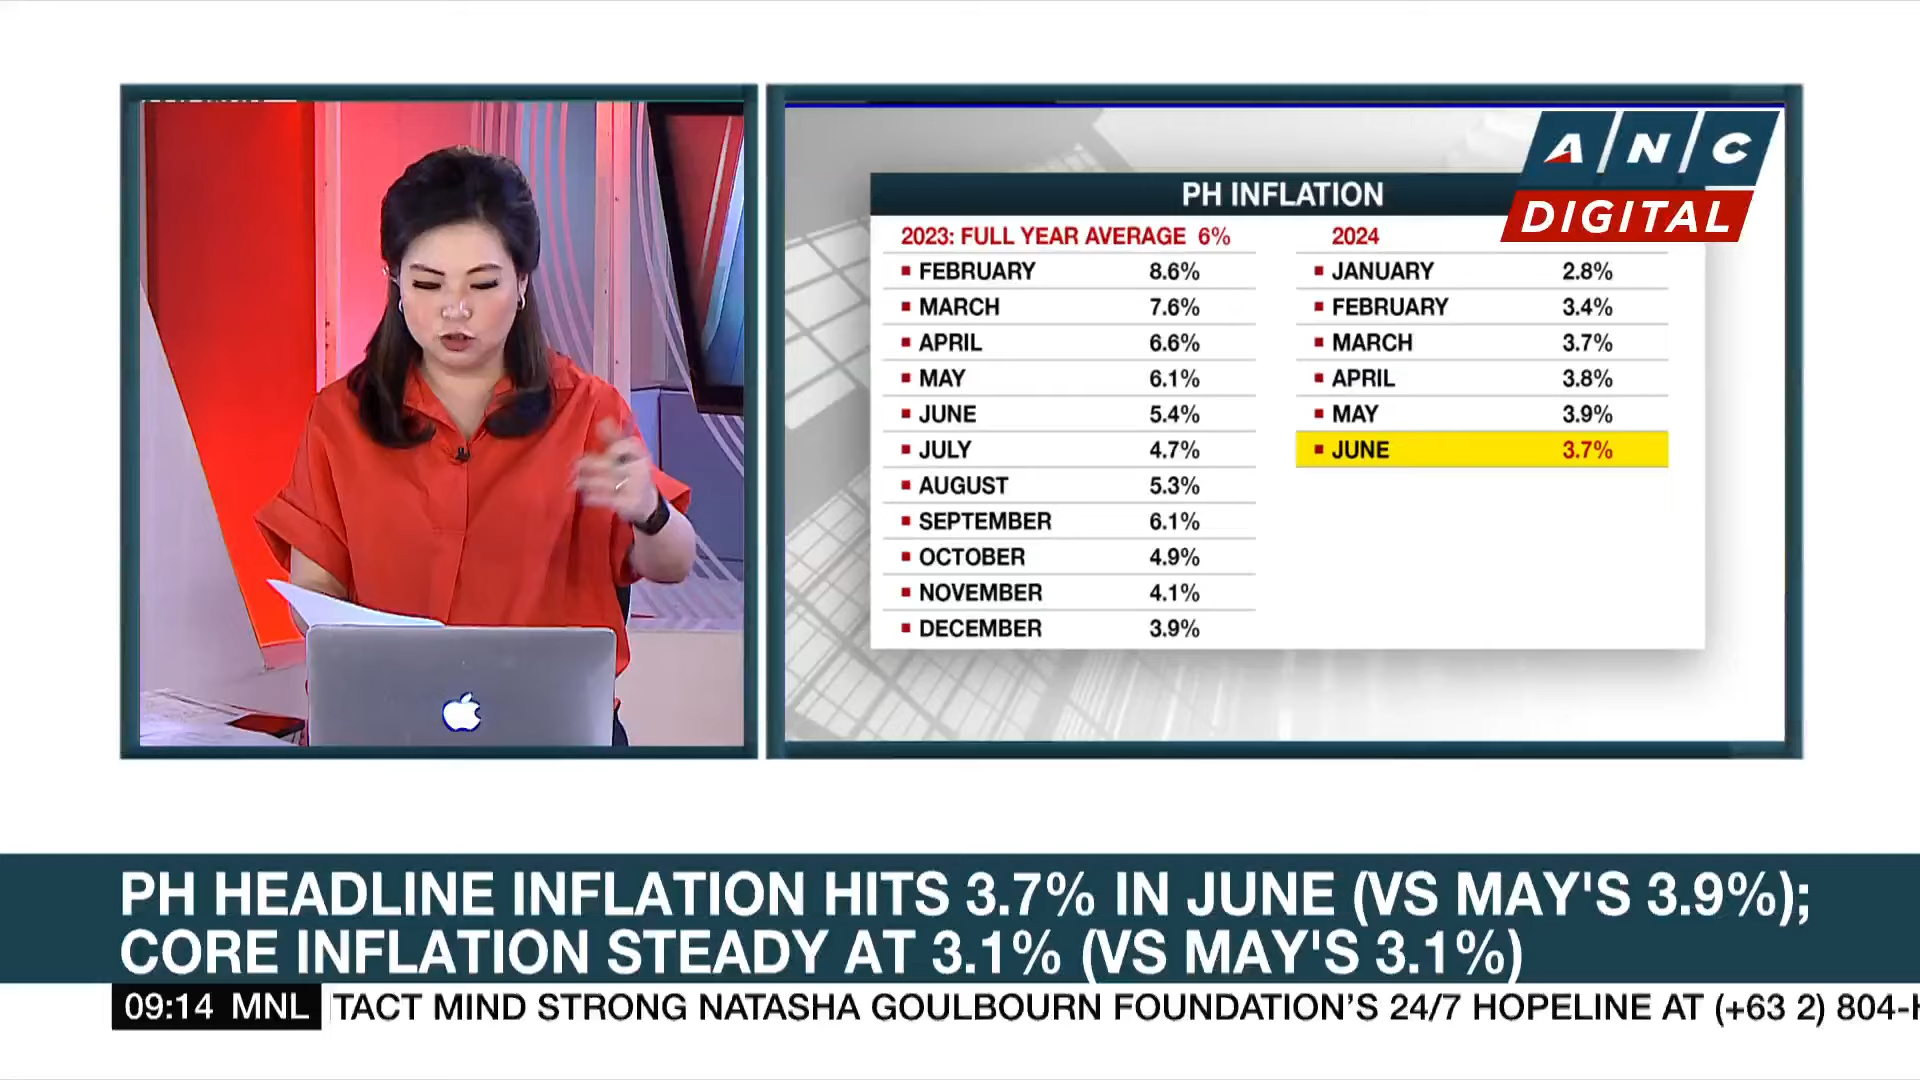 ANC
DIGITAL
PH INFLATION
2023: FULL YEAR AVERAGE 6%
FEBRUARY 8.6%
MARCH 7.6%
APRIL 6.6%
MAY 6.1%
JUNE 5.4%
JULY 4.7%
AUGUST 5.3%
SEPTEMBER 6.1%
OCTOBER 4.9%
NOVEMBER 4.1%
DECEMBER 3.9%
2024
JANUARY 2.8%
FEBRUARY 3.4%
MARCH 3.7%
APRIL 3.8%
MAY 3.9%
JUNE 3.7%
PH HEADLINE INFLATION HITS 3.7% IN JUNE (VS MAY'S 3.9%);
CORE INFLATION STEADY AT 3.1% (VS MAY'S 3.1%)
09:14 MNL TACT MIND STRONG NATASHA GOULBOURN FOUNDATION'S 24/7 HOPELINE AT (+63 2) 804-